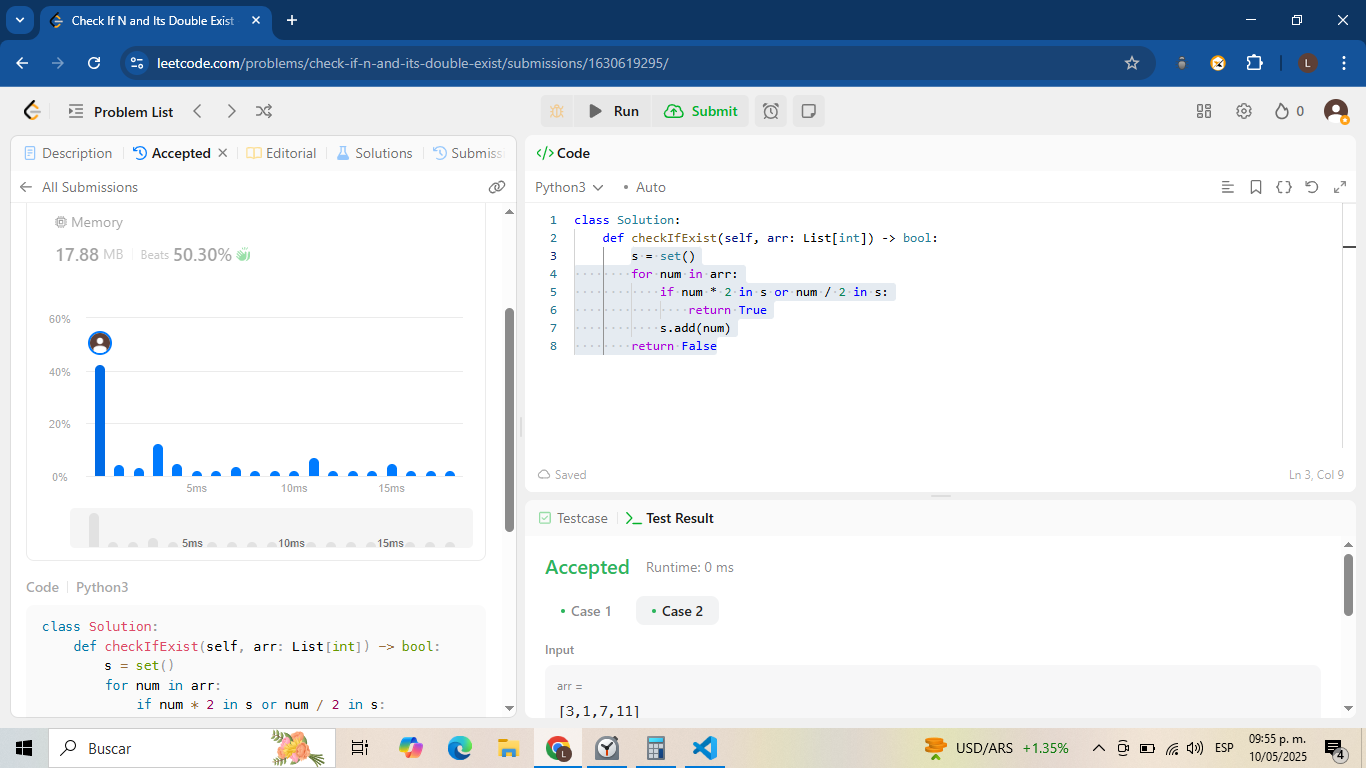 Check If N and Its Double Exist
leetcode.com/problems/check-if-n-and-its-double-exist/submissions/1630619295/
L
Problem List
Run
Submit
0
Description
Accepted
Editorial
Solutions
Submiss
All Submissions
Memory
17.88 MB
Beats 50.30%
60%
40%
20%
0%
5ms
10ms
15ms
5ms
10ms
15ms
Code
Python3
class Solution:
    def checkIfExist(self, arr: List[int]) -> bool:
        s = set()
        for num in arr:
            if num * 2 in s or num / 2 in s:
</> Code
Python3
Auto
1 class Solution:
2     def checkIfExist(self, arr: List[int]) -> bool:
3         s = set()
4         for num in arr:
5             if num * 2 in s or num / 2 in s:
6                 return True
7             s.add(num)
8         return False
Saved
Ln 3, Col 9
Testcase
Test Result
Accepted
Runtime: 0 ms
Case 1
Case 2
Input
arr =
[3,1,7,11]
Buscar
L
USD/ARS +1.35%
ESP
09:55 p. m.
10/05/2025
4